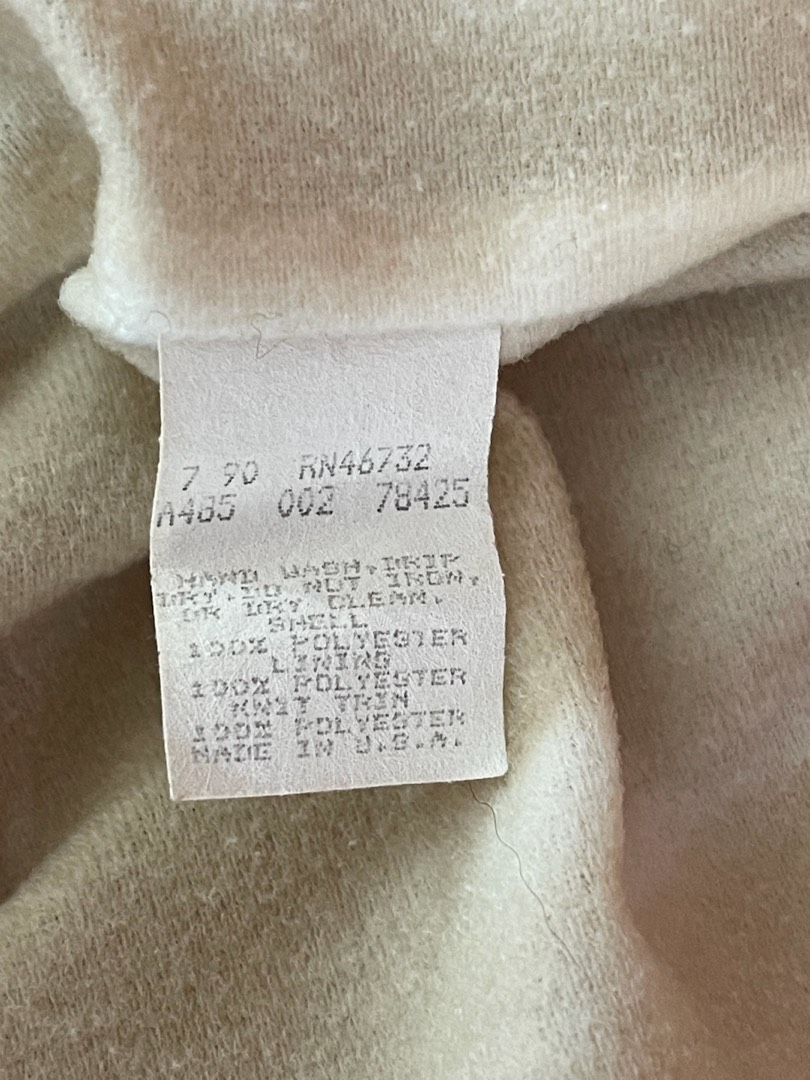 7 90 RN46732
A485 002 78425
HAND WASH, DRIP
DRY. DO NOT IRON,
OR DRY CLEAN.
SHELL
100% POLYESTER
LINING
100% POLYESTER
KNIT TRIM
100% POLYESTER
MADE IN U.S.A.